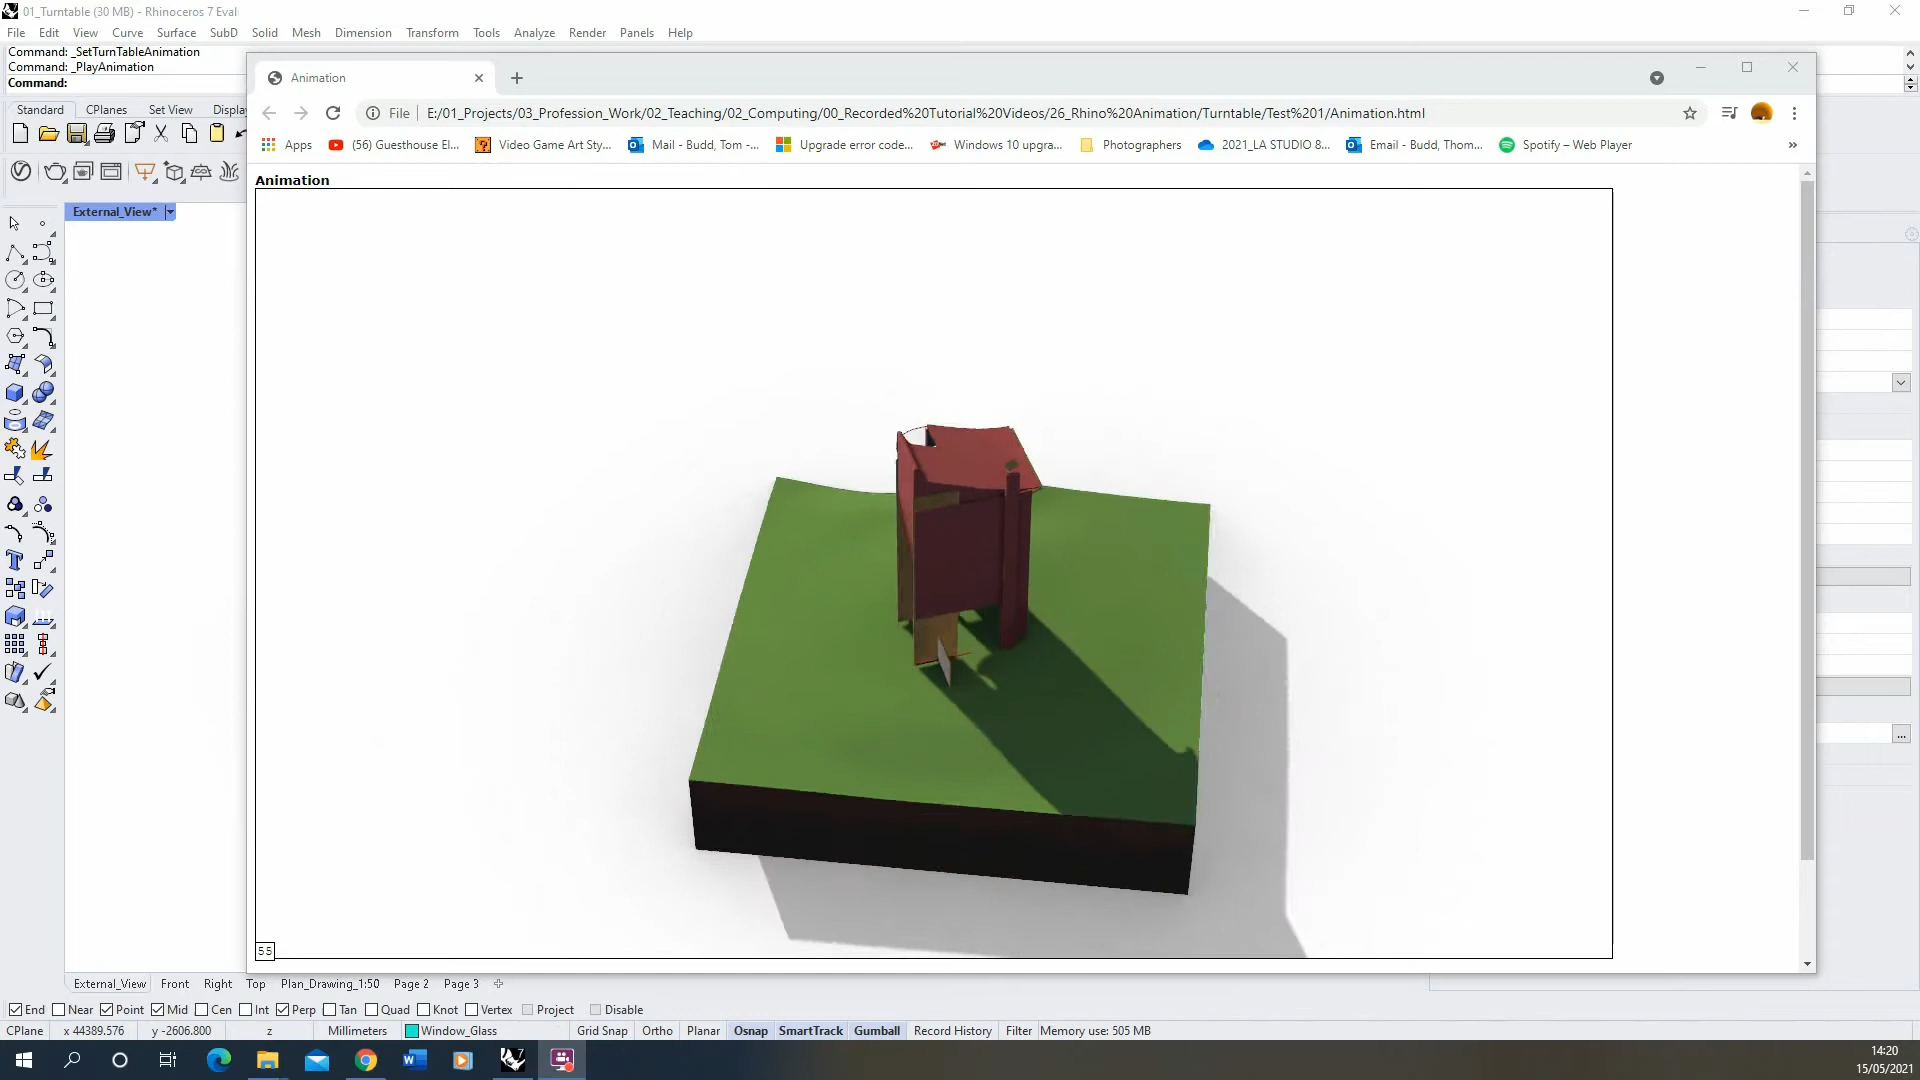 01_Turntable (30 MB) - Rhinoceros 7 Eval
File Edit View Curve Surface SubD Solid Mesh Dimension Transform Tools Analyze Render Panels Help
Command: _SetTurnTableAnimation
Command: _PlayAnimation
Command:
Standard CPlanes Set View Display
Animation
File E:/01_Projects/03_Profession_Work/02_Teaching/02_Computing/00_Recorded%20Tutorial%20Videos/26_Rhino%20Animation/Turntable/Test%201/Animation.html
Apps (56) Guesthouse El... Video Game Art Sty... Mail - Budd, Tom -... Upgrade error code... Windows 10 upgra... Photographers 2021_LA STUDIO 8... Email - Budd, Thom... Spotify – Web Player »
Animation
External_View*
55
External_View Front Right Top Plan_Drawing_1:50 Page 2 Page 3
End Near Point Mid Cen Int Perp Tan Quad Knot Vertex Project Disable
CPlane x 44389.576 y -2606.800 z Millimeters Window_Glass Grid Snap Ortho Planar Osnap SmartTrack Gumball Record History Filter Memory use: 505 MB
14:20
15/05/2021